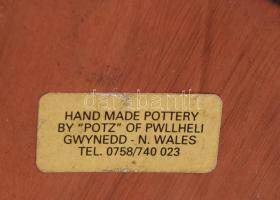 HAND MADE POTTERY
BY "POTZ" OF PWLLHELI
GWYNEDD - N. WALES
TEL. 0758/740 023